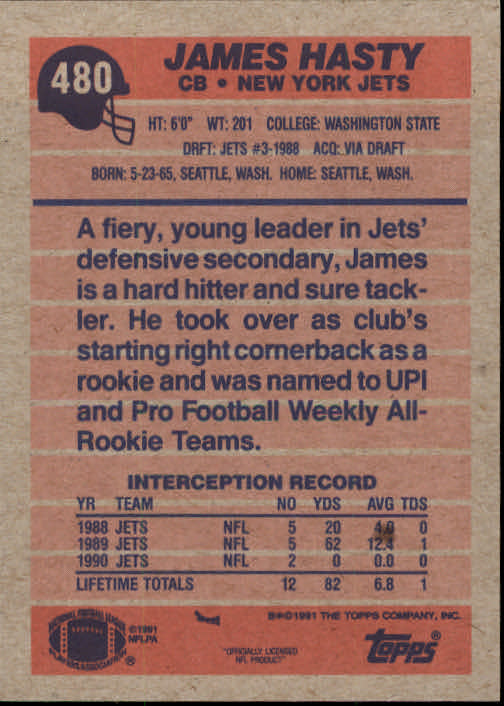 480
JAMES HASTY
CB • NEW YORK JETS
HT: 6'0" WT: 201 COLLEGE: WASHINGTON STATE
DRFT: JETS #3-1988 ACQ: VIA DRAFT
BORN: 5-23-65, SEATTLE, WASH. HOME: SEATTLE, WASH.
A fiery, young leader in Jets'
defensive secondary, James
is a hard hitter and sure tack-
ler. He took over as club's
starting right cornerback as a
rookie and was named to UPI
and Pro Football Weekly All-
Rookie Teams.
INTERCEPTION RECORD
YR TEAM NO YDS AVG TDS
1988 JETS NFL 5 20 4.0 0
1989 JETS NFL 5 62 12.4 1
1990 JETS NFL 2 0 0.0 0
LIFETIME TOTALS 12 82 6.8 1
©1991
NFLPA
®
B✻©1991 THE TOPPS COMPANY, INC.
"OFFICIALLY LICENSED
NFL PRODUCT"
topps®